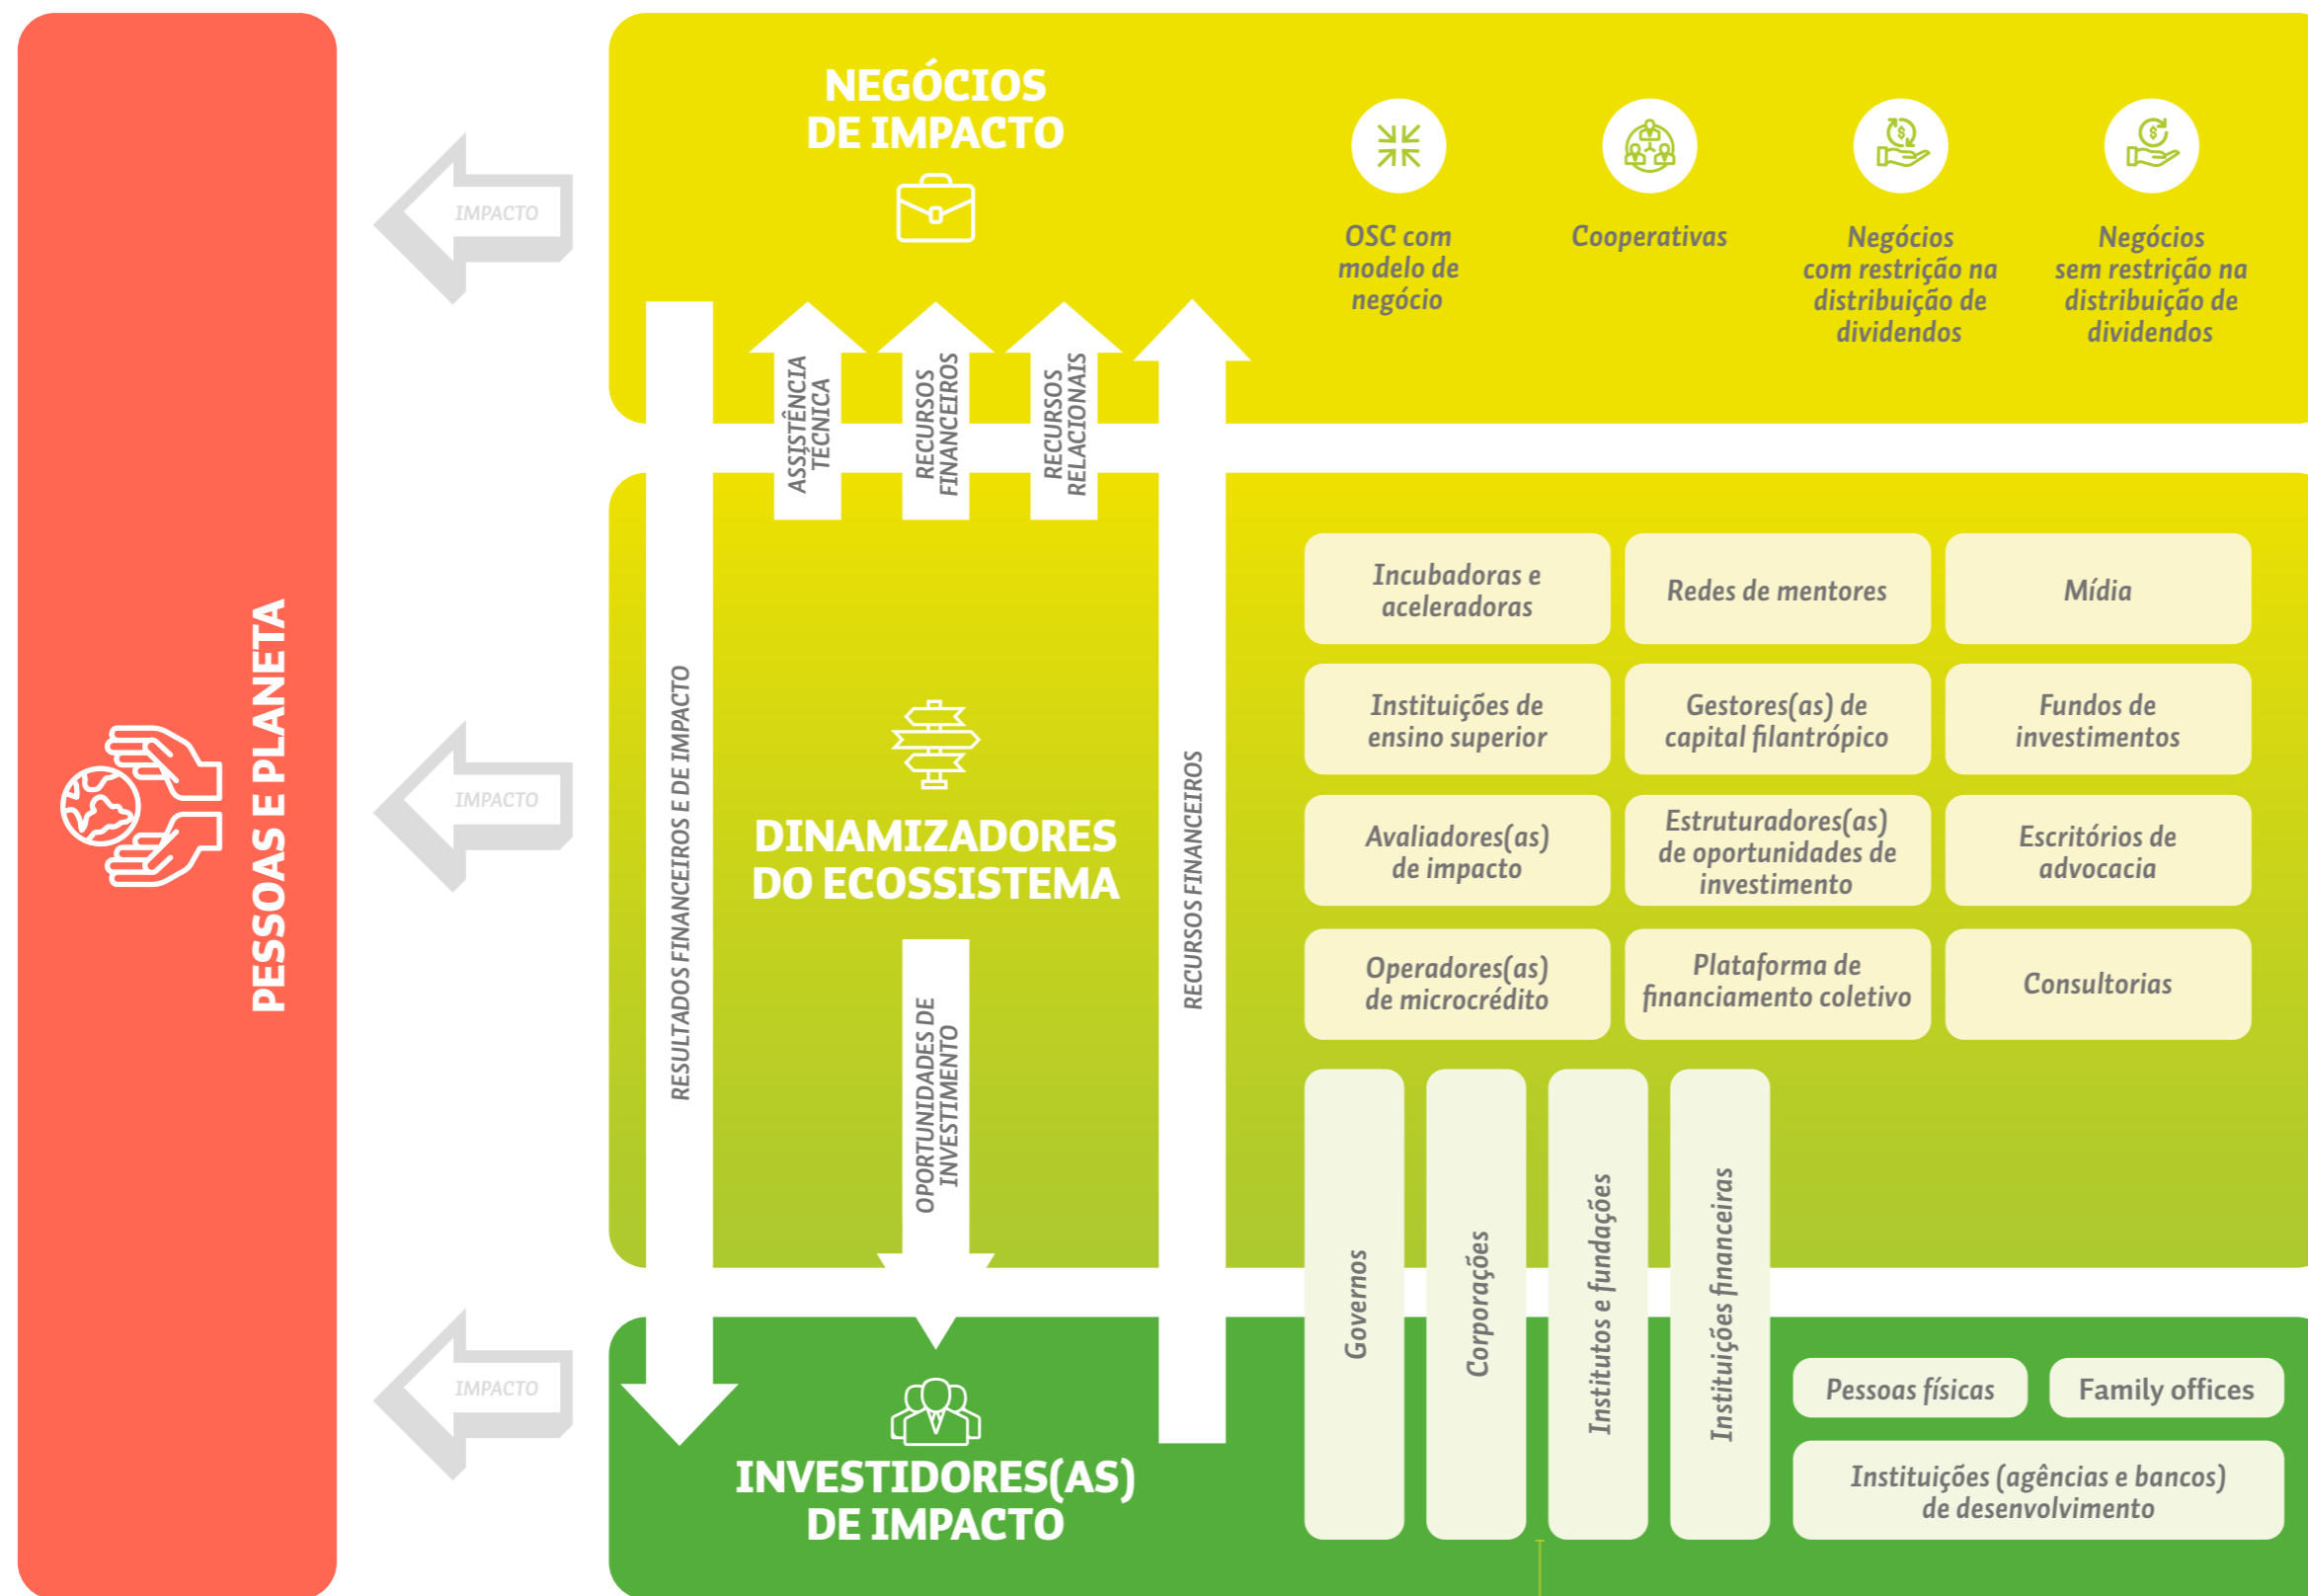 PESSOAS E PLANETA
IMPACTO
IMPACTO
IMPACTO
NEGÓCIOS
DE IMPACTO
OSC com
modelo de
negócio
Cooperativas
Negócios
com restrição na
distribuição de
dividendos
Negócios
sem restrição na
distribuição de
dividendos
ASSISTÊNCIA
TÉCNICA
RECURSOS
FINANCEIROS
RECURSOS
RELACIONAIS
RESULTADOS FINANCEIROS E DE IMPACTO
RECURSOS FINANCEIROS
DINAMIZADORES
DO ECOSSISTEMA
OPORTUNIDADES DE
INVESTIMENTO
Incubadoras e
aceleradoras
Redes de mentores
Mídia
Instituições de
ensino superior
Gestores(as) de
capital filantrópico
Fundos de
investimentos
Avaliadores(as)
de impacto
Estruturadores(as)
de oportunidades de
investimento
Escritórios de
advocacia
Operadores(as)
de microcrédito
Plataforma de
financiamento coletivo
Consultorias
Governos
Corporações
Institutos e fundações
Instituições financeiras
INVESTIDORES(AS)
DE IMPACTO
Pessoas físicas
Family offices
Instituições (agências e bancos)
de desenvolvimento